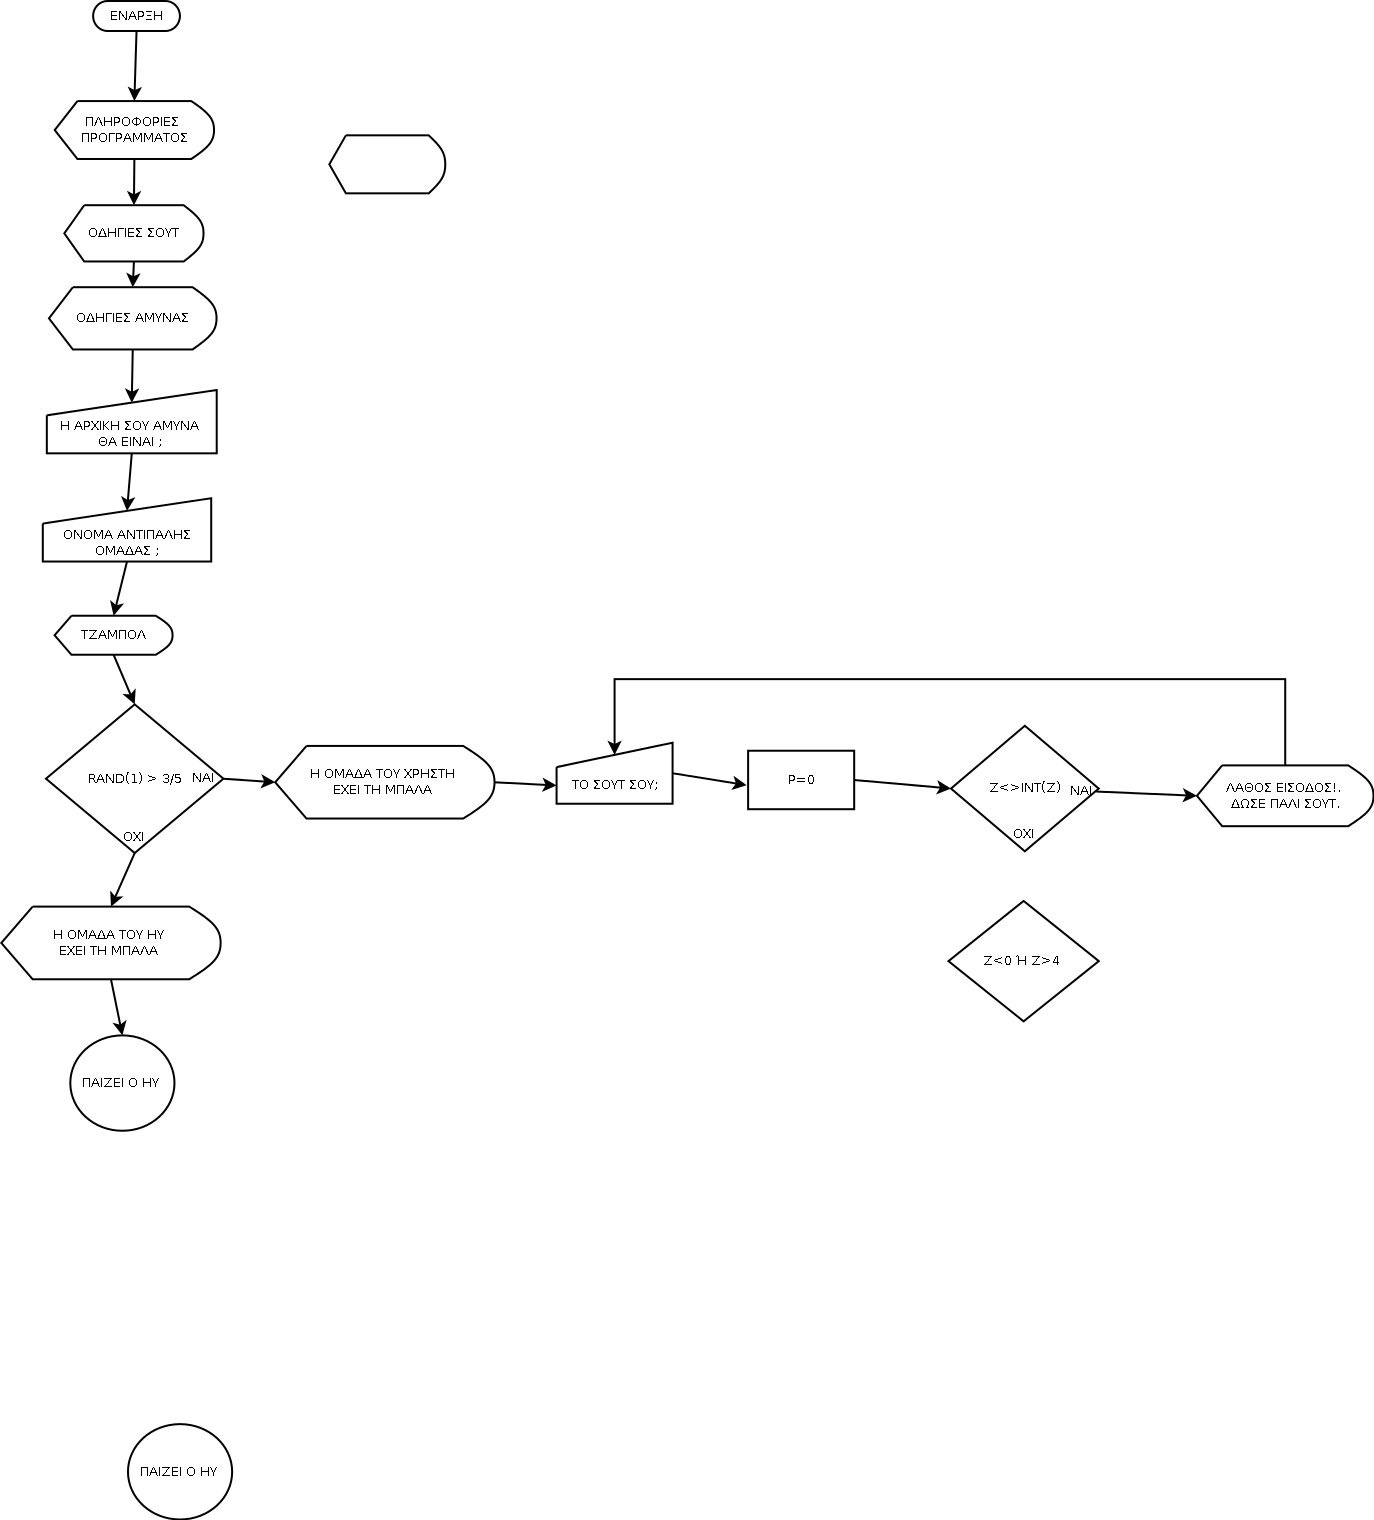 ΕΝΑΡΞΗ
ΠΛΗΡΟΦΟΡΙΕΣ
ΠΡΟΓΡΑΜΜΑΤΟΣ
ΟΔΗΓΙΕΣ ΣΟΥΤ
ΟΔΗΓΙΕΣ ΑΜΥΝΑΣ
Η ΑΡΧΙΚΗ ΣΟΥ ΑΜΥΝΑ
ΘΑ ΕΙΝΑΙ ;
ΟΝΟΜΑ ΑΝΤΙΠΑΛΗΣ
ΟΜΑΔΑΣ ;
ΤΖΑΜΠΟΛ
RAND(1) > 3/5
ΝΑΙ
ΟΧΙ
Η ΟΜΑΔΑ ΤΟΥ ΧΡΗΣΤΗ
ΕΧΕΙ ΤΗ ΜΠΑΛΑ
ΤΟ ΣΟΥΤ ΣΟΥ;
P=0
Z<>INT(Z)
ΝΑΙ
ΟΧΙ
ΛΑΘΟΣ ΕΙΣΟΔΟΣ!.
ΔΩΣΕ ΠΑΛΙ ΣΟΥΤ.
Η ΟΜΑΔΑ ΤΟΥ ΗΥ
ΕΧΕΙ ΤΗ ΜΠΑΛΑ
Z<0 Ή Z>4
ΠΑΙΖΕΙ Ο ΗΥ
ΠΑΙΖΕΙ Ο ΗΥ